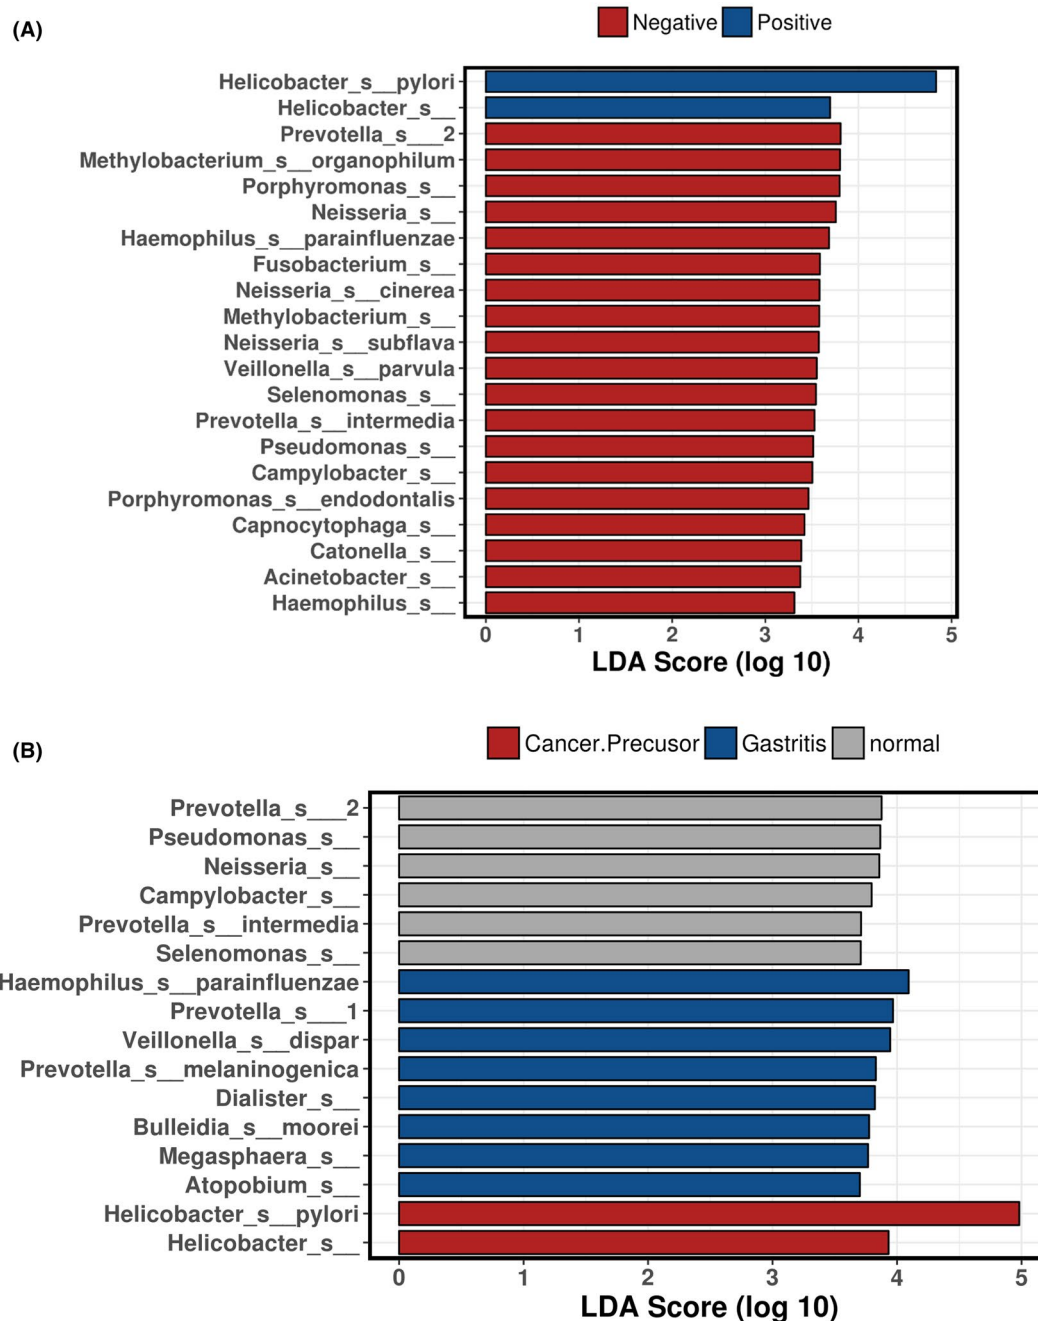 (A)
Negative Positive
Helicobacter_s__pylori
Helicobacter_s__
Prevotella_s___2
Methylobacterium_s__organophilum
Porphyromonas_s__
Neisseria_s__
Haemophilus_s__parainfluenzae
Fusobacterium_s__
Neisseria_s__cinerea
Methylobacterium_s__
Neisseria_s__subflava
Veillonella_s__parvula
Selenomonas_s__
Prevotella_s__intermedia
Pseudomonas_s__
Campylobacter_s__
Porphyromonas_s__endodontalis
Capnocytophaga_s__
Catonella_s__
Acinetobacter_s__
Haemophilus_s__
0 1 2 3 4 5
LDA Score (log 10)
(B)
Cancer.Precusor Gastritis normal
Prevotella_s___2
Pseudomonas_s__
Neisseria_s__
Campylobacter_s__
Prevotella_s__intermedia
Selenomonas_s__
Haemophilus_s__parainfluenzae
Prevotella_s___1
Veillonella_s__dispar
Prevotella_s__melaninogenica
Dialister_s__
Bulleidia_s__moorei
Megasphaera_s__
Atopobium_s__
Helicobacter_s__pylori
Helicobacter_s__
0 1 2 3 4 5
LDA Score (log 10)